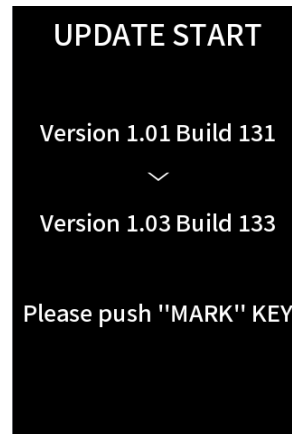 UPDATE START
Version 1.01 Build 131
Version 1.03 Build 133
Please push "MARK" KEY